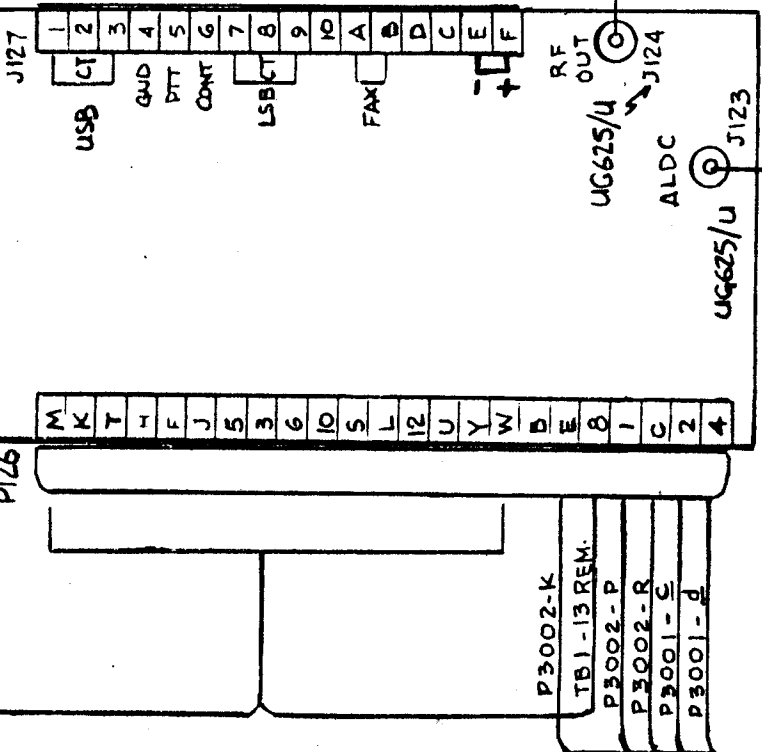 J127
1 2 3 4 5 6 7 8 9 10 A B D C E F
CT
USB
GND
PTT
CONT
CT
LSB
FAX
-
+
RF
OUT
J124
UG625/U
ALDC
J123
UG625/U
M K T H F J 5 3 6 10 S L 12 U Y W B E 8 1 C 2 4
P126
P3002-K
TB1-13 REM.
P3002-P
P3002-R
P3001-c
P3001-d